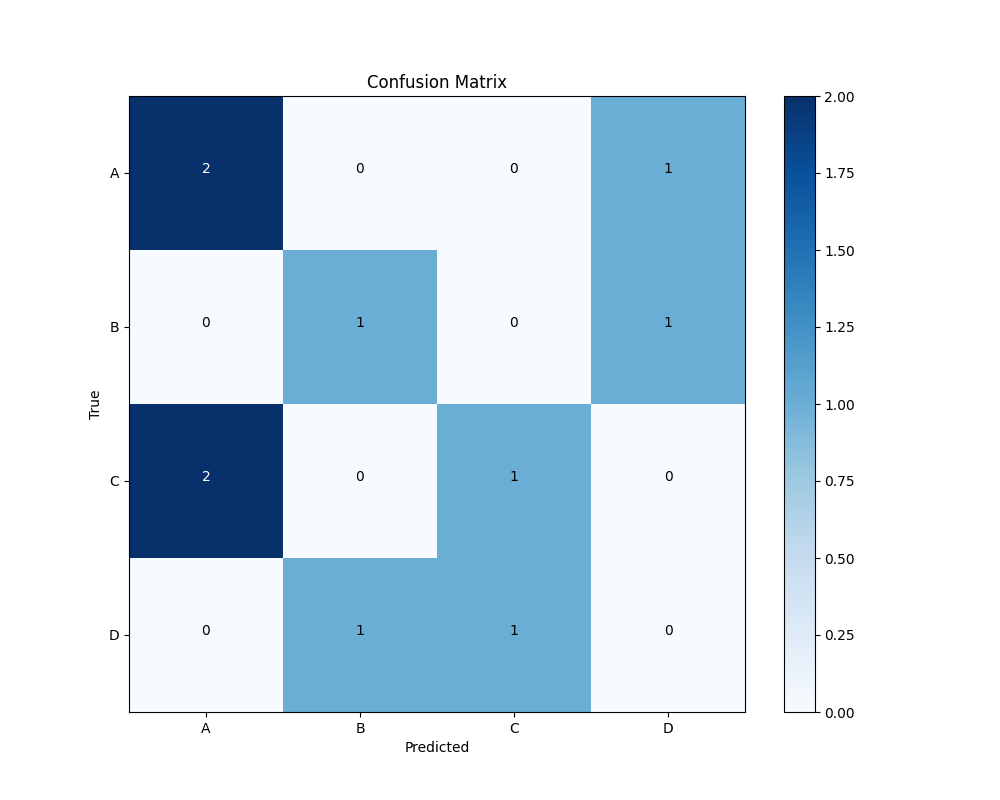 Confusion Matrix
True
A 2 0 0 1
B 0 1 0 1
C 2 0 1 0
D 0 1 1 0
A B C D
Predicted
2.00
1.75
1.50
1.25
1.00
0.75
0.50
0.25
0.00